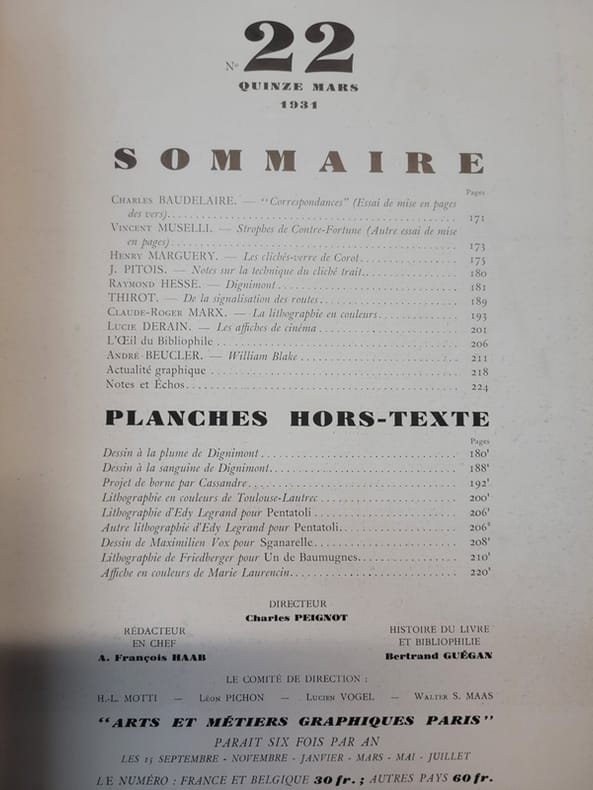 Nº 22
QUINZE MARS
1931
SOMMAIRE
Pages
CHARLES BAUDELAIRE. — "Correspondances" (Essai de mise en pages
des vers). 171
VINCENT MUSELLI. — Strophes de Contre-Fortune (Autre essai de mise
en pages) 173
HENRY MARGUERY. — Les clichés-verre de Corot. 175
J. PITOIS. — Notes sur la technique du cliché trait. 180
RAYMOND HESSE. — Dignimont 181
THIROT. — De la signalisation des routes 189
CLAUDE-ROGER MARX. — La lithographie en couleurs 193
LUCIE DERAIN. — Les affiches de cinéma 201
L'Œil du Bibliophile 206
ANDRÉ BEUCLER. — William Blake 211
Actualité graphique 218
Notes et Échos. 224
PLANCHES HORS-TEXTE
Pages
Dessin à la plume de Dignimont 180¹
Dessin à la sanguine de Dignimont. 188¹
Projet de borne par Cassandre 192¹
Lithographie en couleurs de Toulouse-Lautrec 200¹
Lithographie d'Edy Legrand pour Pentatoli 206¹
Autre lithographie d'Edy Legrand pour Pentatoli. 206²
Dessin de Maximilien Vox pour Sganarelle. 208¹
Lithographie de Friedberger pour Un de Baumugnes. 210¹
Affiche en couleurs de Marie Laurencin. 220¹
DIRECTEUR
Charles PEIGNOT
RÉDACTEUR
EN CHEF
A. François HAAB
HISTOIRE DU LIVRE
ET BIBLIOPHILIE
Bertrand GUÉGAN
LE COMITÉ DE DIRECTION :
H.-L. MOTTI — LÉON PICHON — LUCIEN VOGEL — WALTER S. MAAS
"ARTS ET MÉTIERS GRAPHIQUES PARIS"
PARAIT SIX FOIS PAR AN
LES 15 SEPTEMBRE - NOVEMBRE - JANVIER - MARS - MAI - JUILLET
LE NUMÉRO : FRANCE ET BELGIQUE 30 fr. ; AUTRES PAYS 60 fr.